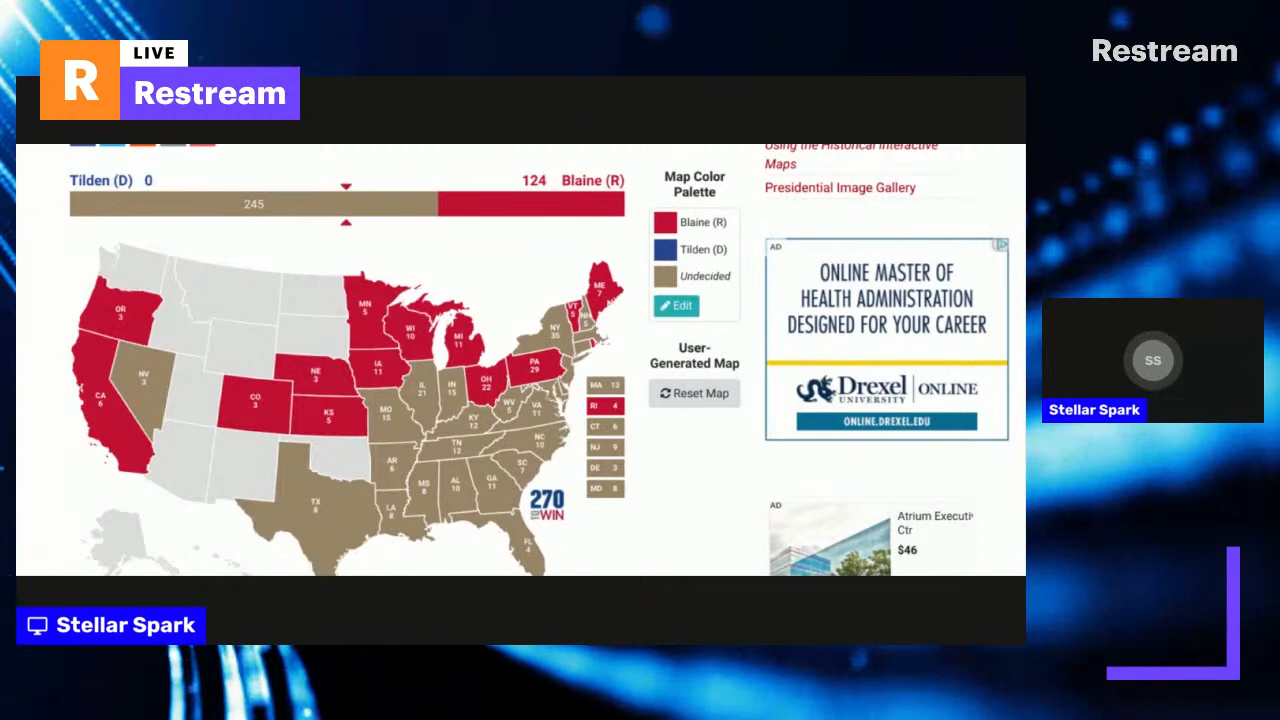 R
LIVE
Restream
Restream
Tilden (D) 0
124 Blaine (R)
245
OR
3
CA
6
NV
3
CO
3
NE
3
KS
5
TX
8
MN
5
IA
11
MO
15
AR
6
LA
8
WI
10
IL
21
MS
8
MI
11
IN
15
KY
12
TN
12
AL
10
OH
22
GA
11
FL
4
SC
7
NC
10
VA
11
WV
5
PA
29
NY
35
VT
5
NH
5
ME
7
MA 13
RI 4
CT 6
NJ 9
DE 3
MD 8
270
TO
WIN
Map Color
Palette
Blaine (R)
Tilden (D)
Undecided
Edit
User-
Generated Map
Reset Map
Using the Historical Interactive
Maps
Presidential Image Gallery
AD
ONLINE MASTER OF
HEALTH ADMINISTRATION
DESIGNED FOR YOUR CAREER
Drexel
UNIVERSITY
ONLINE
ONLINE.DREXEL.EDU
AD
Atrium Executiv
Ctr
$46
SS
Stellar Spark
Stellar Spark